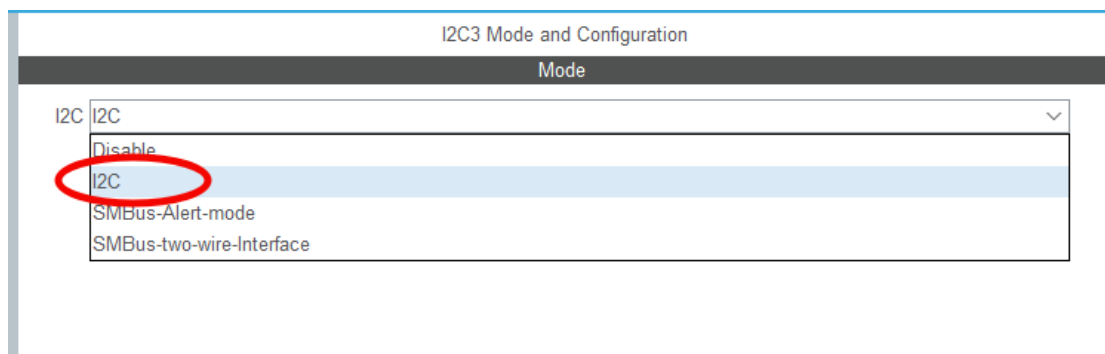 I2C3 Mode and Configuration
Mode
I2C I2C
Disable
I2C
SMBus-Alert-mode
SMBus-two-wire-Interface